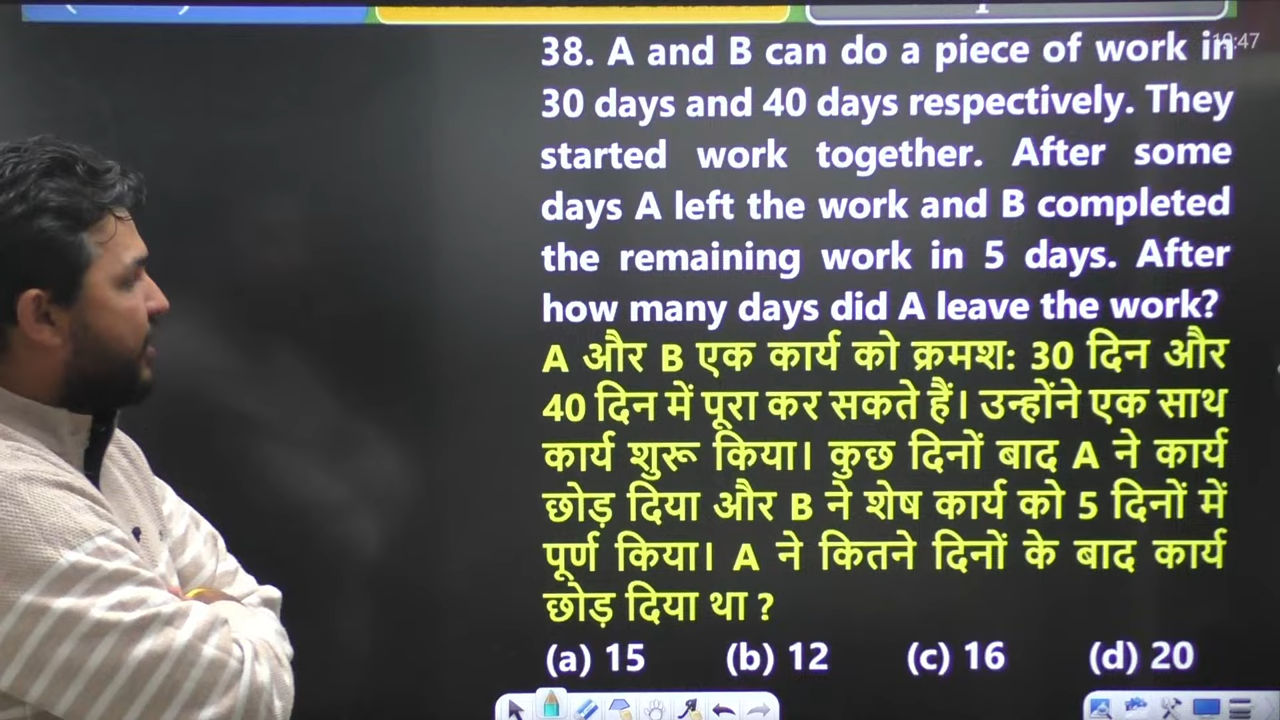 38. A and B can do a piece of work in
30 days and 40 days respectively. They
started work together. After some
days A left the work and B completed
the remaining work in 5 days. After
how many days did A leave the work?
A और B एक कार्य को क्रमश: 30 दिन और
40 दिन में पूरा कर सकते हैं। उन्होंने एक साथ
कार्य शुरू किया। कुछ दिनों बाद A ने कार्य
छोड़ दिया और B ने शेष कार्य को 5 दिनों में
पूर्ण किया। A ने कितने दिनों के बाद कार्य
छोड़ दिया था ?
(a) 15 (b) 12 (c) 16 (d) 20